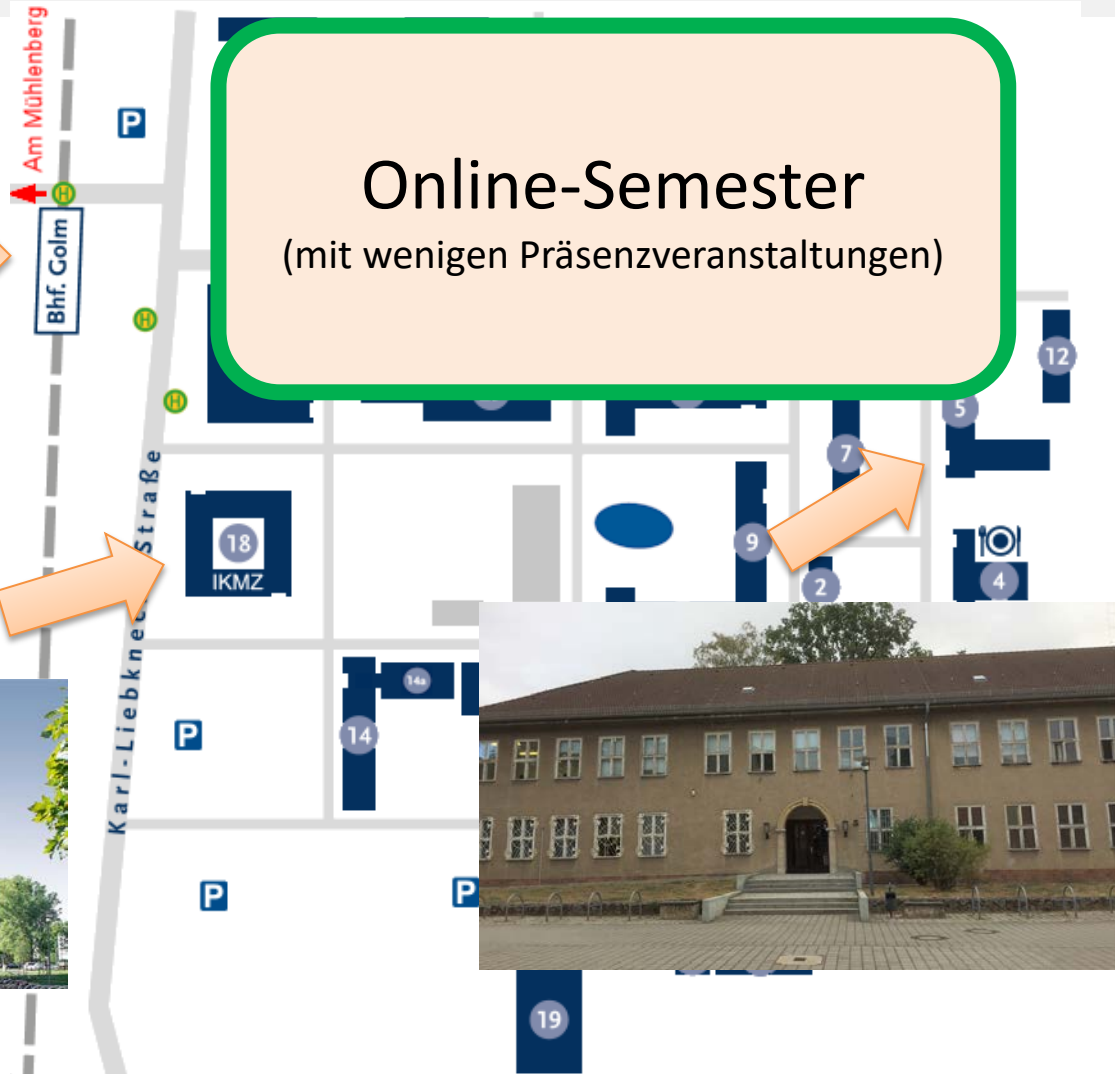 Am Mühlenberg
P
Online-Semester
(mit wenigen Präsenzveranstaltungen)
H
Bhf. Golm
H
12
H
5
7
Karl-Liebknec Straße
18
IKMZ
9
2
4
14a
14
P
P
P
19